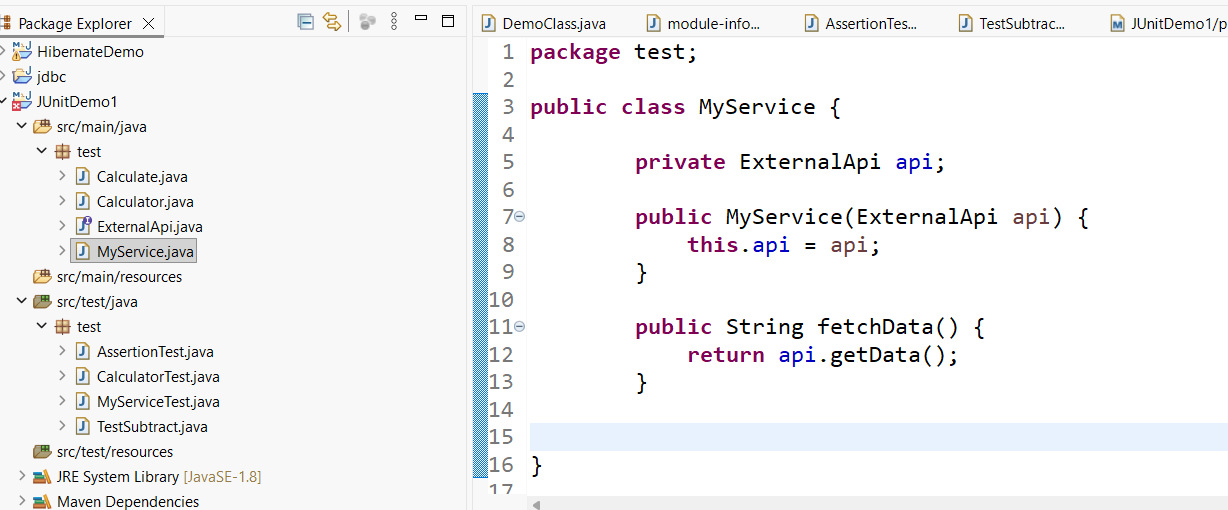 Package Explorer
HibernateDemo
jdbc
JUnitDemo1
src/main/java
test
Calculate.java
Calculator.java
ExternalApi.java
MyService.java
src/main/resources
src/test/java
test
AssertionTest.java
CalculatorTest.java
MyServiceTest.java
TestSubtract.java
src/test/resources
JRE System Library [JavaSE-1.8]
Maven Dependencies
DemoClass.java module-info... AssertionTes... TestSubtrac... JUnitDemo1/p
1 package test;
2
3 public class MyService {
4
5 private ExternalApi api;
6
7 public MyService(ExternalApi api) {
8 this.api = api;
9 }
10
11 public String fetchData() {
12 return api.getData();
13 }
14
15
16 }
17